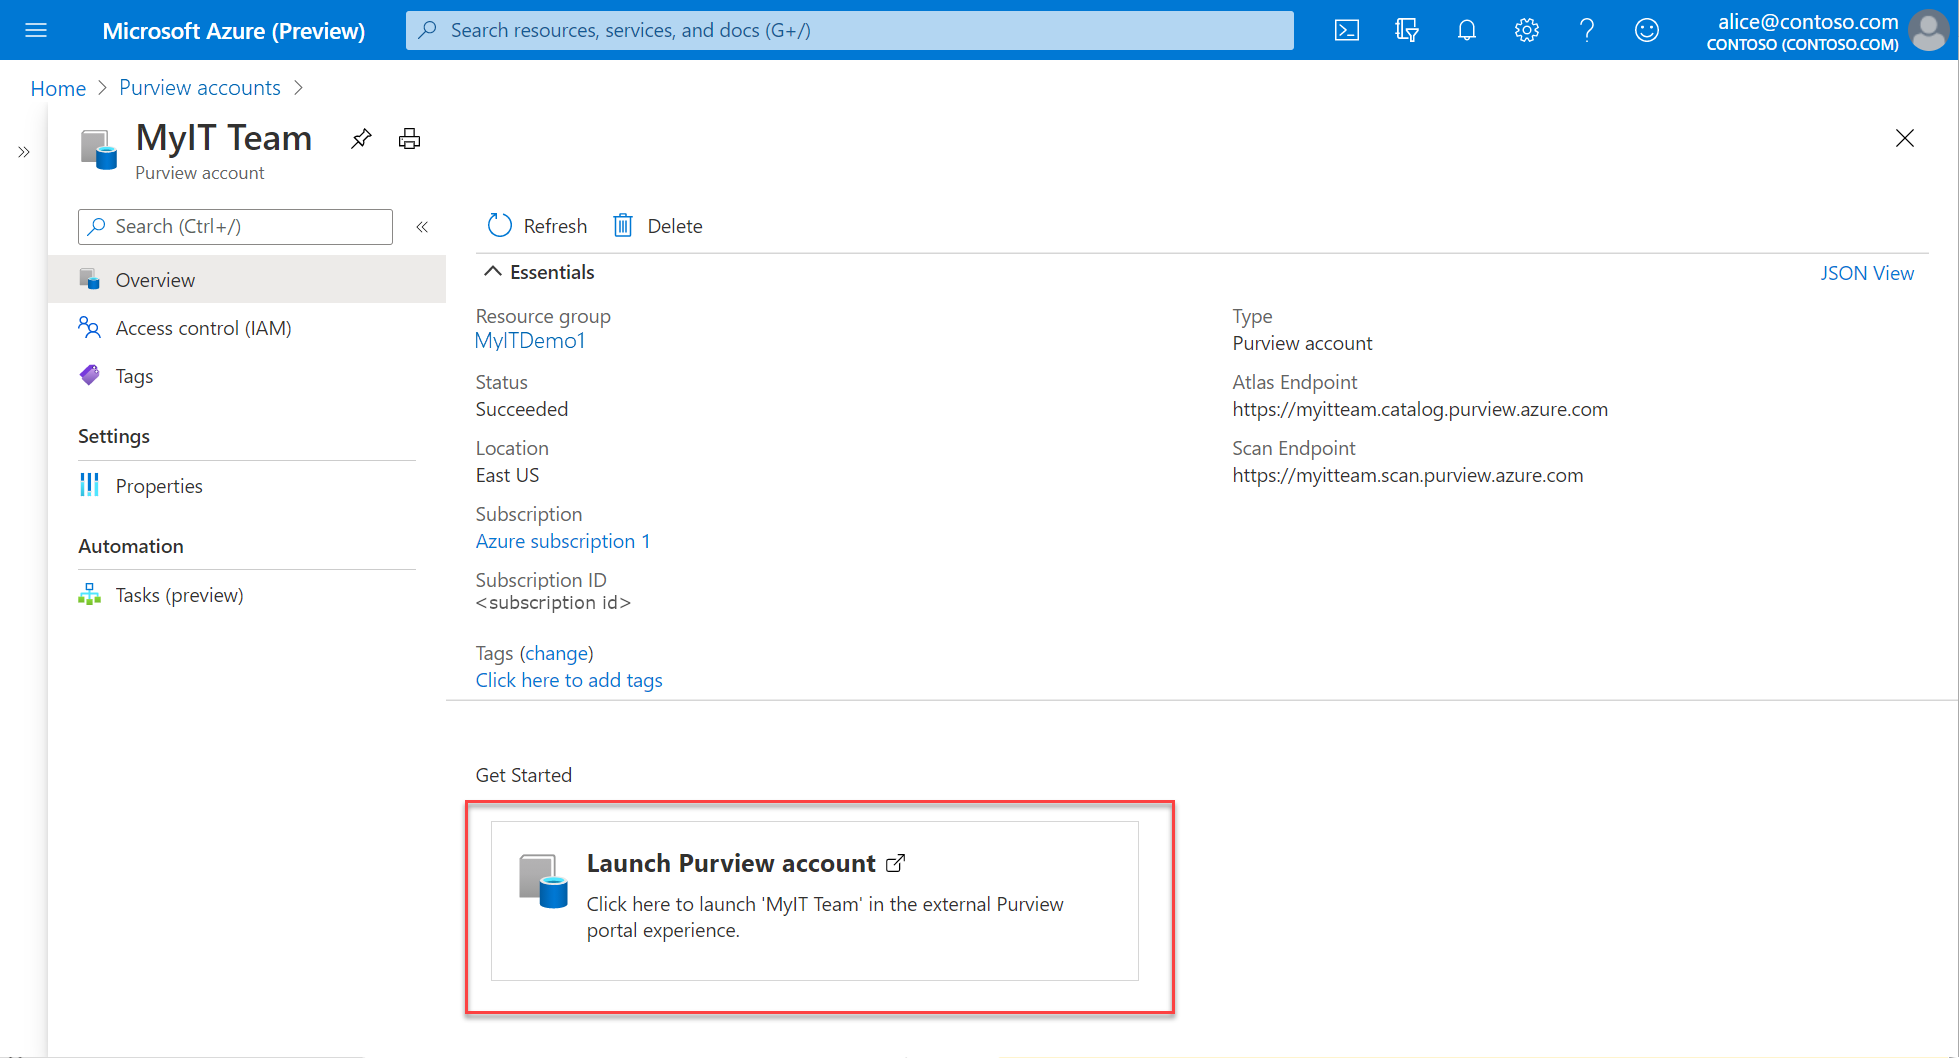 Microsoft Azure (Preview)
Search resources, services, and docs (G+/)
alice@contoso.com
CONTOSO (CONTOSO.COM)
Home > Purview accounts >
MyIT Team
Purview account
Search (Ctrl+/)
Overview
Access control (IAM)
Tags
Settings
Properties
Automation
Tasks (preview)
Refresh
Delete
Essentials
JSON View
Resource group
MyITDemo1
Status
Succeeded
Location
East US
Subscription
Azure subscription 1
Subscription ID
<subscription id>
Tags (change)
Click here to add tags
Type
Purview account
Atlas Endpoint
https://myitteam.catalog.purview.azure.com
Scan Endpoint
https://myitteam.scan.purview.azure.com
Get Started
Launch Purview account
Click here to launch 'MyIT Team' in the external Purview
portal experience.